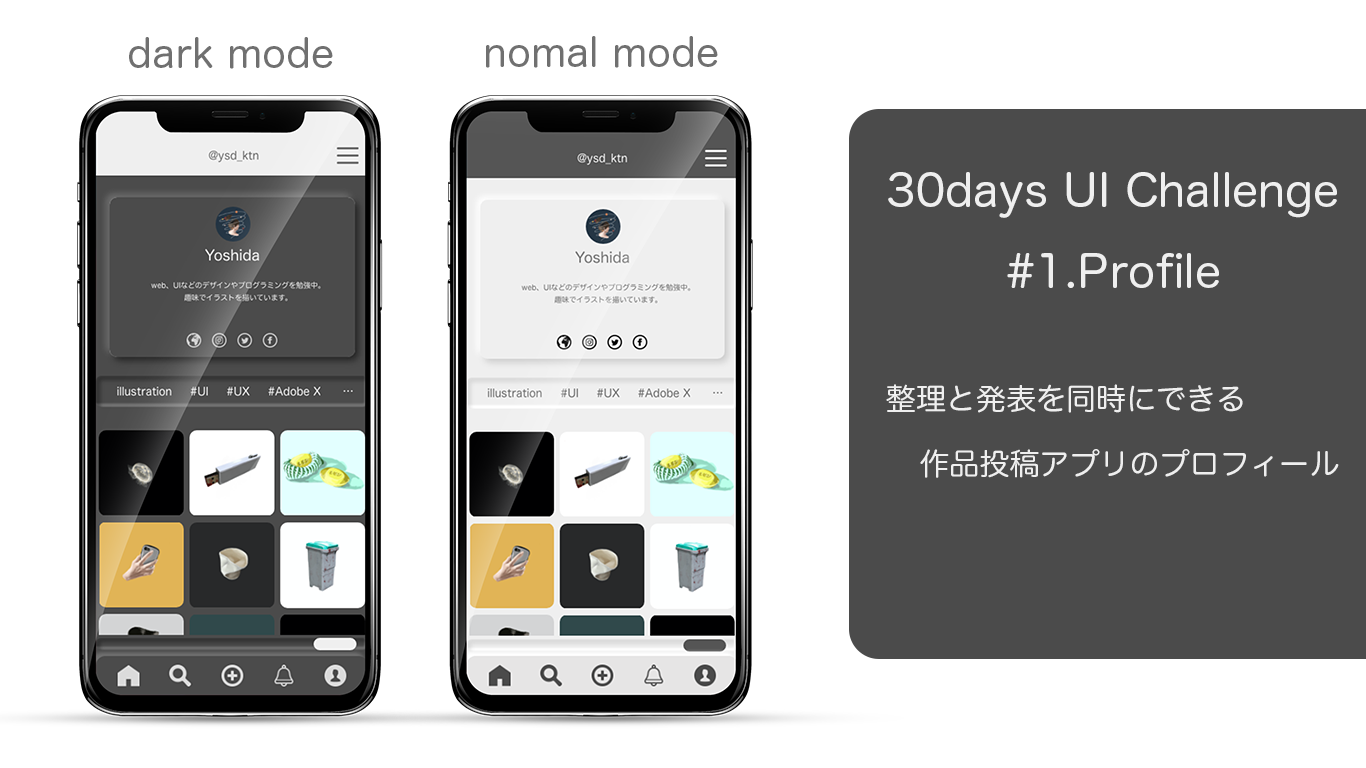 dark mode
nomal mode
@ysd_ktn
Yoshida
web、UIなどのデザインやプログラミングを勉強中。
趣味でイラストを描いています。
illustration #UI #UX #Adobe X ···
@ysd_ktn
Yoshida
web、UIなどのデザインやプログラミングを勉強中。
趣味でイラストを描いています。
illustration #UI #UX #Adobe X ···
30days UI Challenge
#1.Profile
整理と発表を同時にできる
作品投稿アプリのプロフィール